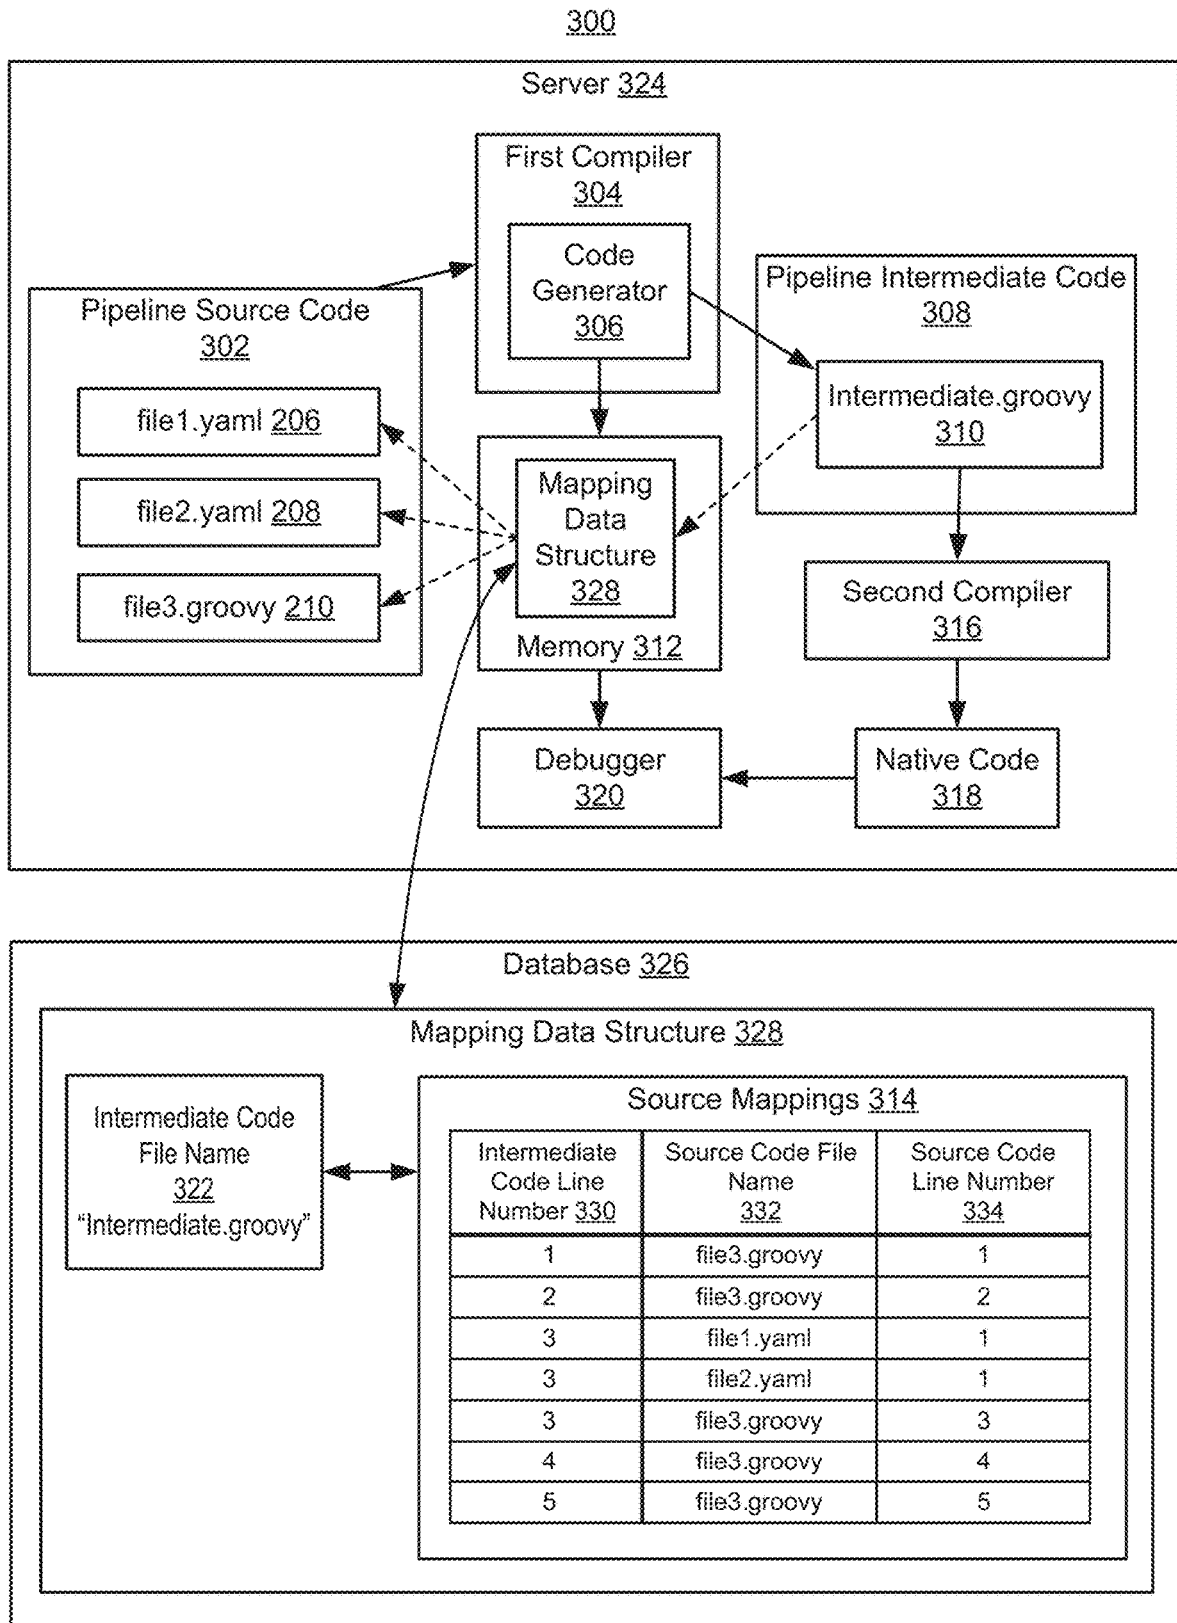 300
Server 324
First Compiler
304
Code
Generator
306
Pipeline Source Code
302
file1.yaml 206
file2.yaml 208
file3.groovy 210
Pipeline Intermediate Code
308
Intermediate.groovy
310
Mapping
Data
Structure
328
Memory 312
Second Compiler
316
Debugger
320
Native Code
318
Database 326
Mapping Data Structure 328
Intermediate Code
File Name
322
“Intermediate.groovy”
Source Mappings 314
Intermediate
Code Line
Number 330
Source Code File
Name
332
Source Code
Line Number
334
1 file3.groovy 1
2 file3.groovy 2
3 file1.yaml 1
3 file2.yaml 1
3 file3.groovy 3
4 file3.groovy 4
5 file3.groovy 5